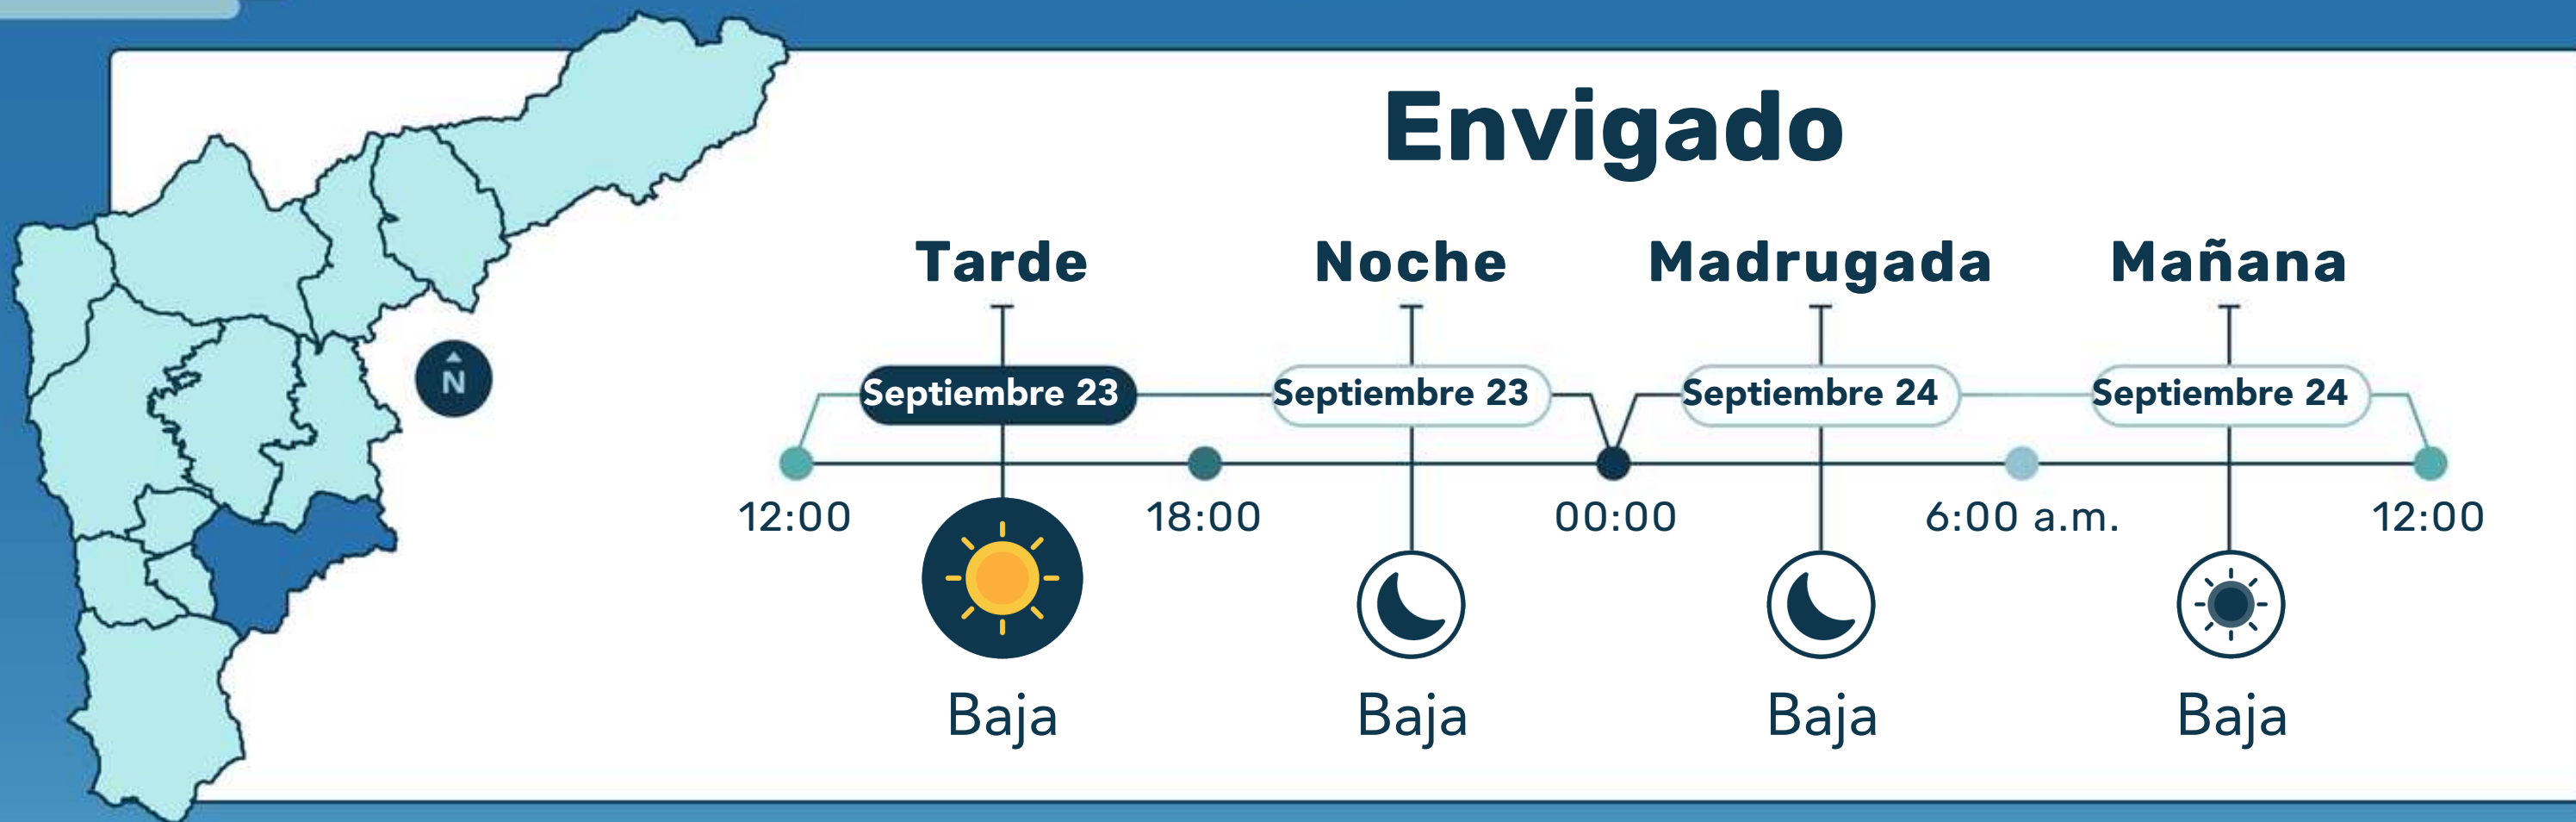 Envigado
Tarde Noche Madrugada Mañana
N
Septiembre 23 Septiembre 23 Septiembre 24 Septiembre 24
12:00 18:00 00:00 6:00 a.m. 12:00
Baja Baja Baja Baja